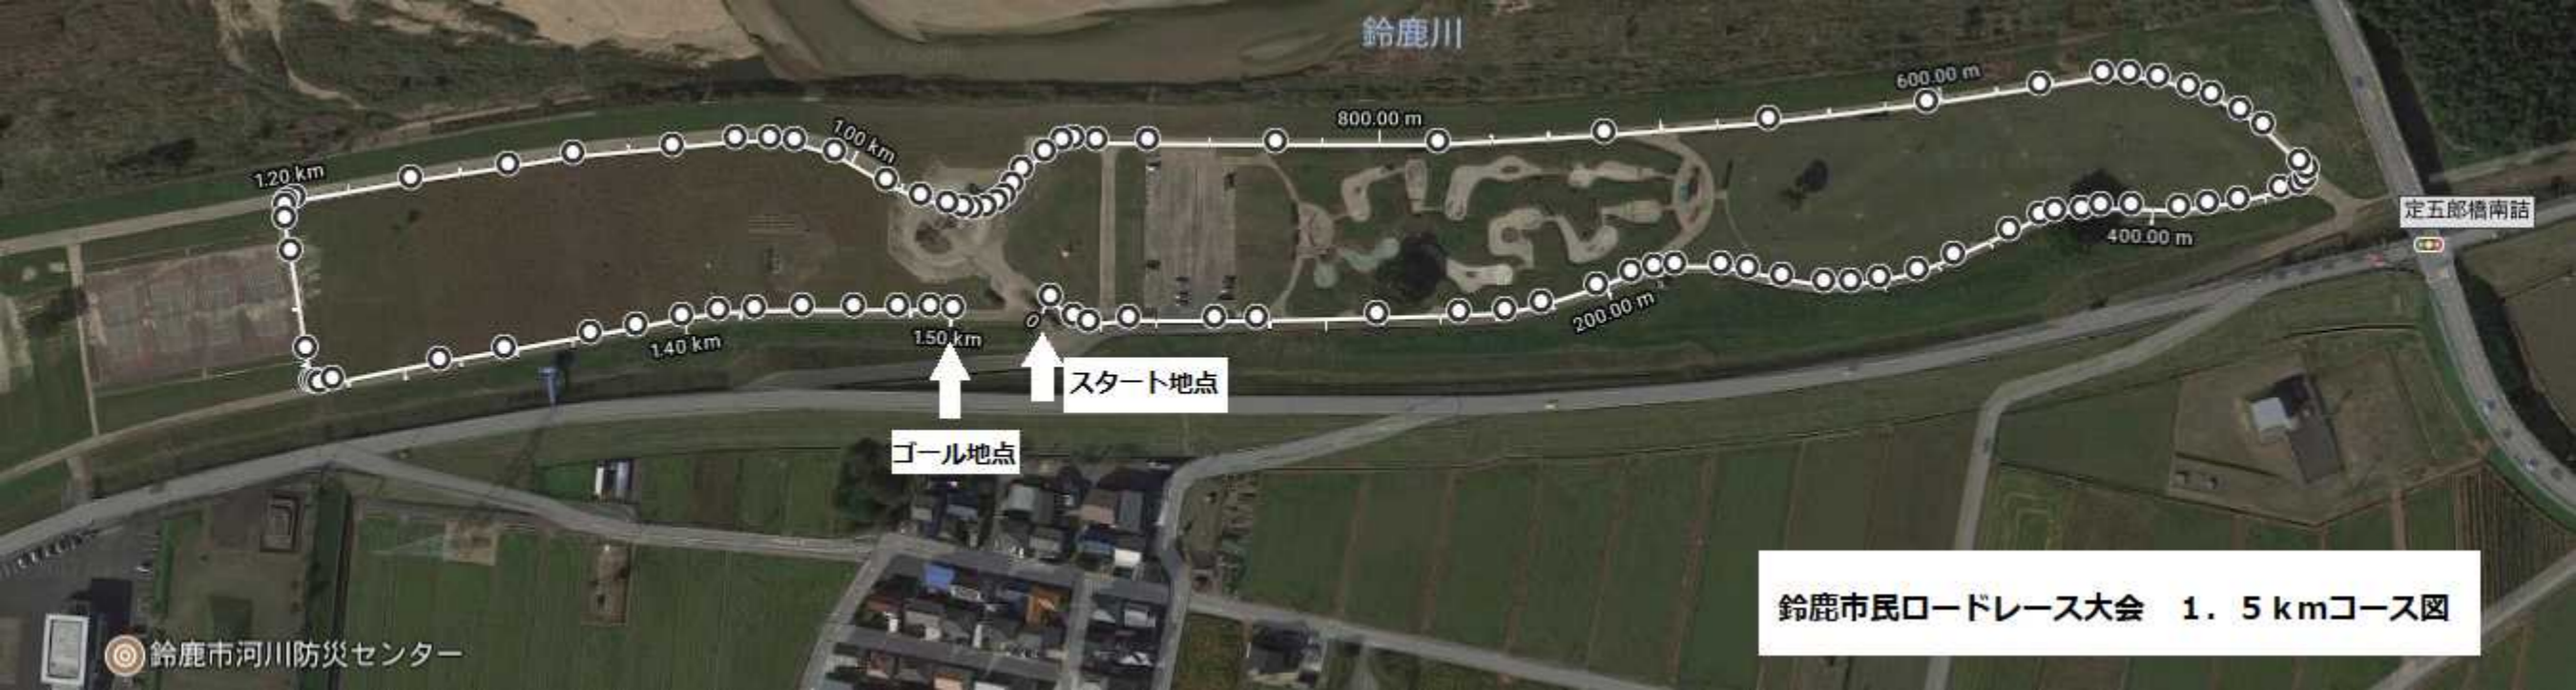 鈴鹿川
600.00 m
800.00 m
1.00 km
1.20 km
定五郎橋南詰
400.00 m
200.00 m
0
1.50 km
1.40 km
スタート地点
ゴール地点
鈴鹿市民ロードレース大会　１．５ｋｍコース図
鈴鹿市河川防災センター